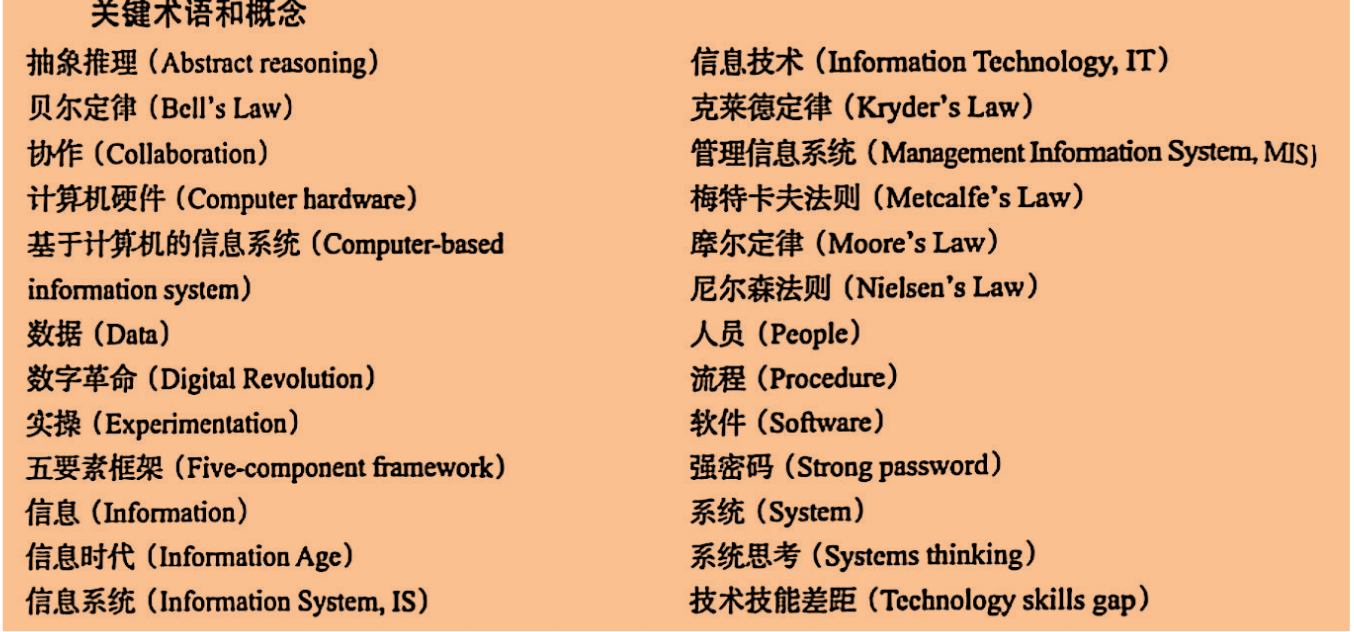 关键术语和概念
抽象推理（Abstract reasoning）
贝尔定律（Bell's Law）
协作（Collaboration）
计算机硬件（Computer hardware）
基于计算机的信息系统（Computer-based
information system）
数据（Data）
数字革命（Digital Revolution）
实操（Experimentation）
五要素框架（Five-component framework）
信息（Information）
信息时代（Information Age）
信息系统（Information System, IS）
信息技术（Information Technology, IT）
克莱德定律（Kryder's Law）
管理信息系统（Management Information System, MIS）
梅特卡夫法则（Metcalfe's Law）
摩尔定律（Moore's Law）
尼尔森法则（Nielsen's Law）
人员（People）
流程（Procedure）
软件（Software）
强密码（Strong password）
系统（System）
系统思考（Systems thinking）
技术技能差距（Technology skills gap）